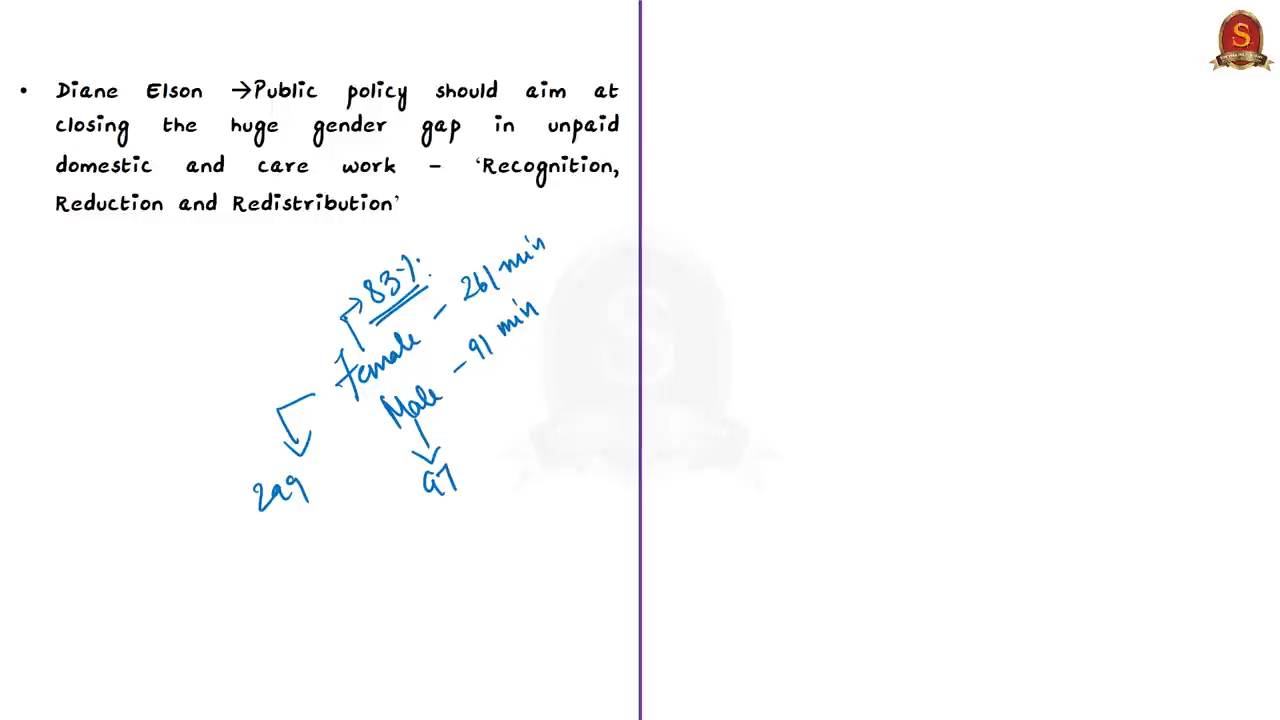 • Diane Elson →Public policy should aim at
closing the huge gender gap in unpaid
domestic and care work – ‘Recognition,
Reduction and Redistribution’
→83%.
Female – 261 min
Male – 91 min
299
97
S